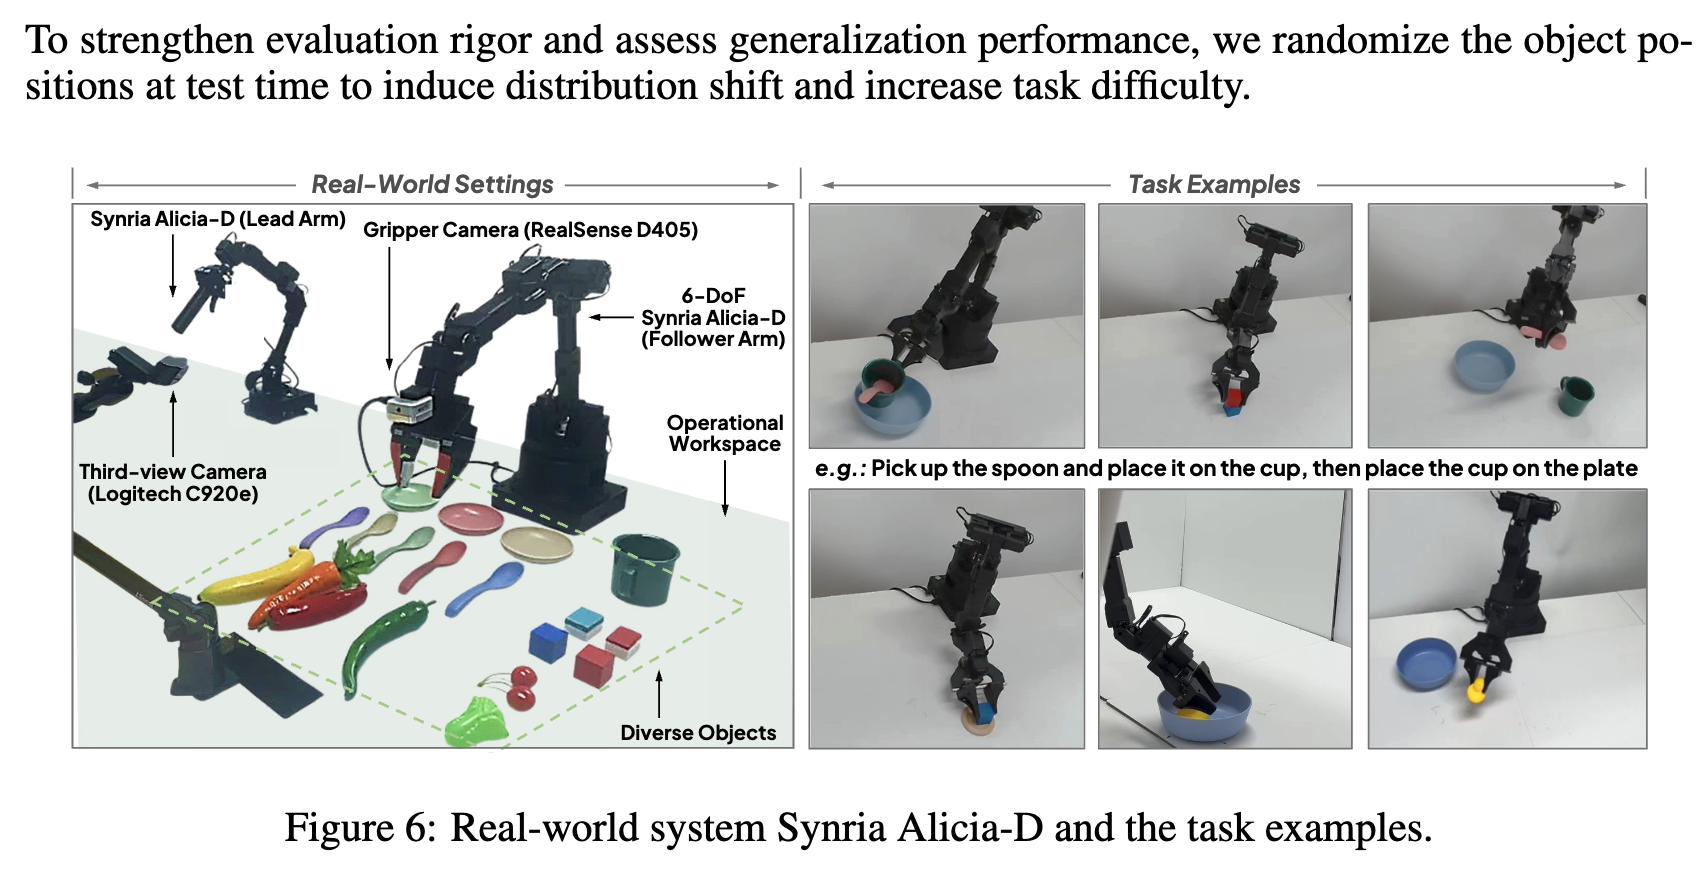 To strengthen evaluation rigor and assess generalization performance, we randomize the object po-
sitions at test time to induce distribution shift and increase task difficulty.
Real-World Settings
Task Examples
Synria Alicia-D (Lead Arm)
Gripper Camera (RealSense D405)
6-DoF
Synria Alicia-D
(Follower Arm)
Operational
Workspace
Third-view Camera
(Logitech C920e)
Diverse Objects
e.g.: Pick up the spoon and place it on the cup, then place the cup on the plate
Figure 6: Real-world system Synria Alicia-D and the task examples.